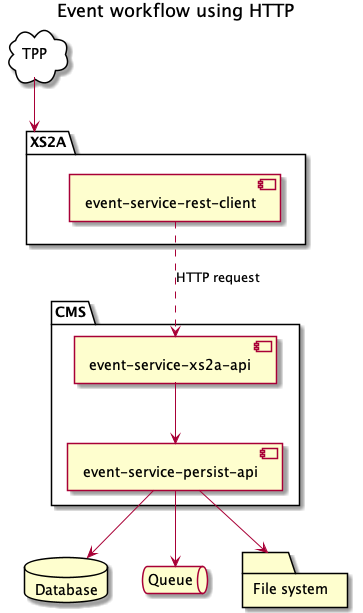 Event workflow using HTTP
TPP
XS2A
event-service-rest-client
HTTP request
CMS
event-service-xs2a-api
event-service-persist-api
Database
Queue
File system